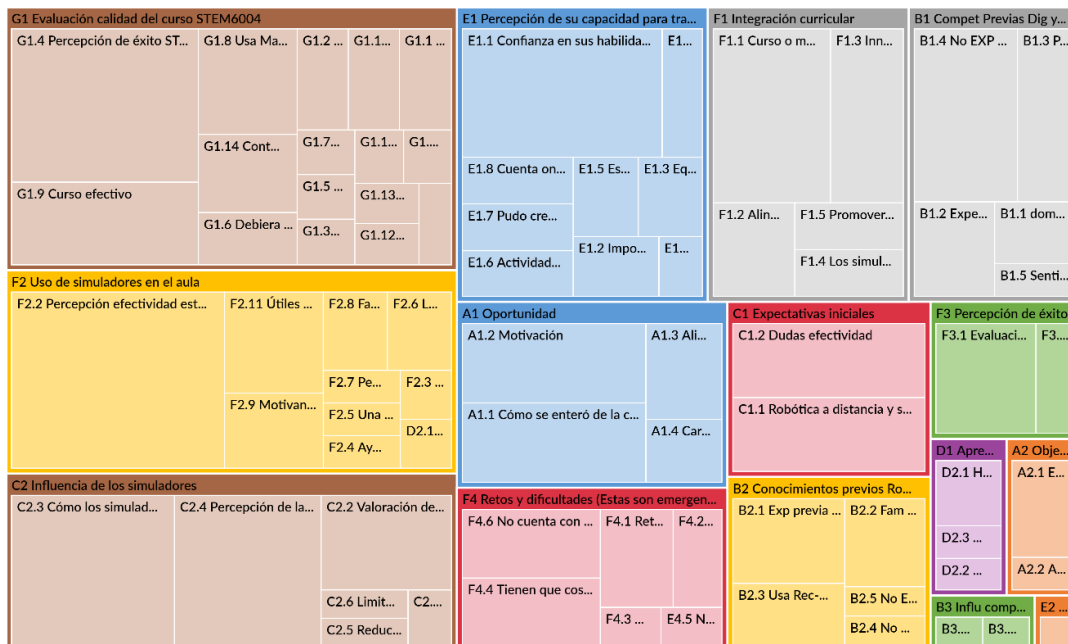 G1 Evaluación calidad del curso STEM6004
G1.4 Percepción de éxito ST...
G1.8 Usa Ma...
G1.2 ...
G1.1...
G1.1 ...
G1.14 Cont...
G1.7...
G1.1...
G1....
G1.9 Curso efectivo
G1.5 ...
G1.13...
G1.6 Debiera ...
G1.3...
G1.12...
F2 Uso de simuladores en el aula
F2.2 Percepción efectividad est...
F2.11 Útiles ...
F2.8 Fa...
F2.6 L...
F2.7 Pe...
F2.3 ...
F2.9 Motivan...
F2.5 Una ...
D2.1...
F2.4 Ay...
C2 Influencia de los simuladores
C2.3 Cómo los simulad...
C2.4 Percepción de la...
C2.2 Valoración de...
C2.6 Limit...
C2....
C2.5 Reduc...
E1 Percepción de su capacidad para tra...
E1.1 Confianza en sus habilida...
E1...
E1.8 Cuenta on...
E1.5 Es...
E1.3 Eq...
E1.7 Pudo cre...
E1.2 Impo...
E1...
E1.6 Actividad...
F1 Integración curricular
F1.1 Curso o m...
F1.3 Inn...
F1.2 Alin...
F1.5 Promover...
F1.4 Los simul...
B1 Compet Previas Dig y...
B1.4 No EXP ...
B1.3 P...
B1.2 Expe...
B1.1 dom...
B1.5 Senti...
A1 Oportunidad
A1.2 Motivación
A1.3 Ali...
A1.1 Cómo se enteró de la c...
A1.4 Car...
C1 Expectativas iniciales
C1.2 Dudas efectividad
C1.1 Robótica a distancia y s...
F3 Percepción de éxito
F3.1 Evaluaci...
F3....
F4 Retos y dificultades (Estas son emergen...
F4.6 No cuenta con ...
F4.1 Ret...
F4.2...
F4.4 Tienen que cos...
F4.3 ...
E4.5 N...
B2 Conocimientos previos Ro...
B2.1 Exp previa ...
B2.2 Fam ...
B2.3 Usa Rec-...
B2.5 No E...
B2.4 No ...
D1 Apre...
D2.1 H...
D2.3 ...
D2.2 ...
A2 Obje...
A2.1 E...
A2.2 A...
B3 Influ comp...
B3....
B3...
E2 ...